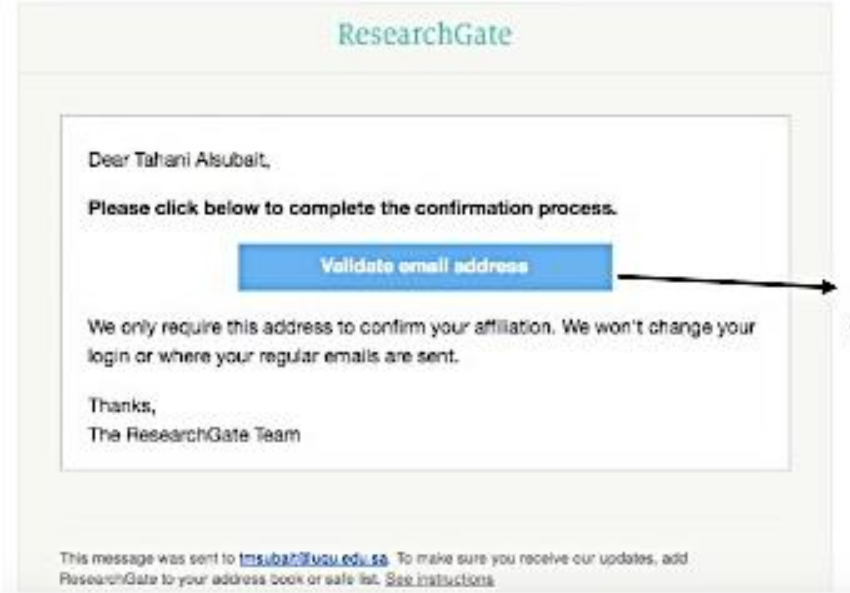 ResearchGate
Dear Tahani Alsubait,
Please click below to complete the confirmation process.
Validate email address
We only require this address to confirm your affiliation. We won't change your
login or where your regular emails are sent.
Thanks,
The ResearchGate Team
This message was sent to tmsubait@uqu.edu.sa. To make sure you receive our updates, add
ResearchGate to your address book or safe list. See instructions